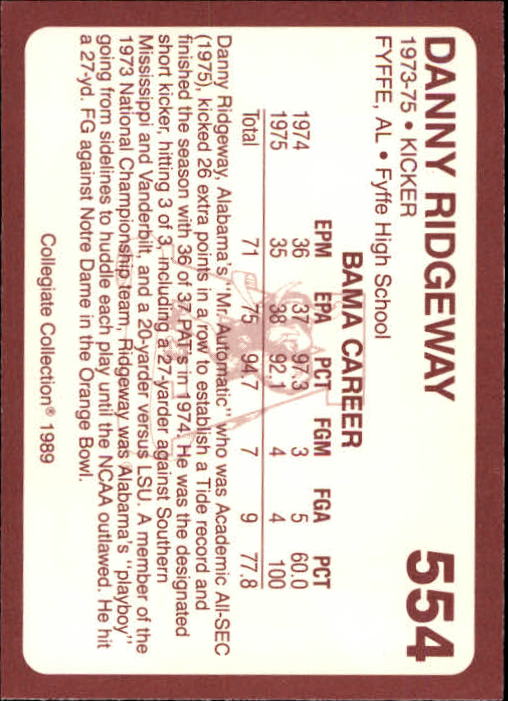 DANNY RIDGEWAY 554
1973-75 • KICKER
FYFFE, AL • Fyffe High School
BAMA CAREER
EPM EPA PCT FGM FGA PCT
1974 36 37 97.3 3 5 60.0
1975 35 38 92.1 4 4 100
Total 71 75 94.7 7 9 77.8
Danny Ridgeway, Alabama's "Mr. Automatic" who was Academic All-SEC
(1975), kicked 26 extra points in a row to establish a Tide record and
finished the season with 36 of 37 PAT's in 1974. He was the designated
short kicker, hitting 3 of 3, including a 27-yarder against Southern
Mississippi and Vanderbilt, and a 20-yarder versus LSU. A member of the
1973 National Championship team, Ridgeway was Alabama's "playboy"
going from sidelines to huddle each play until the NCAA outlawed. He hit
a 27-yd. FG against Notre Dame in the Orange Bowl.
Collegiate Collection® 1989